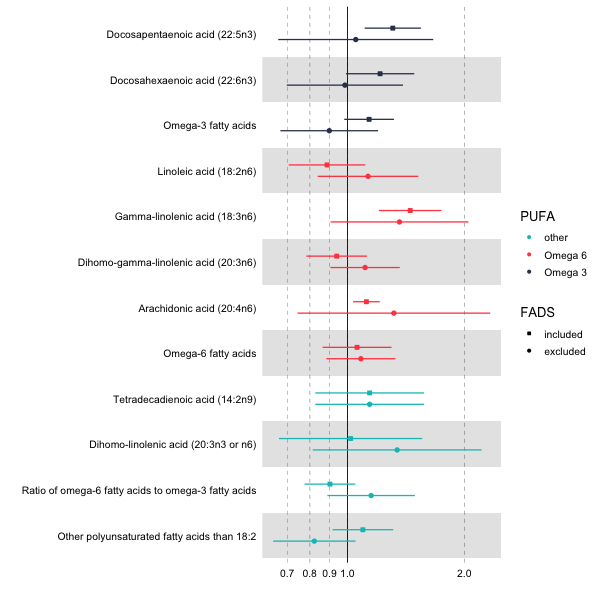 Docosapentaenoic acid (22:5n3)
Docosahexaenoic acid (22:6n3)
Omega-3 fatty acids
Linoleic acid (18:2n6)
Gamma-linolenic acid (18:3n6)
Dihomo-gamma-linolenic acid (20:3n6)
Arachidonic acid (20:4n6)
Omega-6 fatty acids
Tetradecadienoic acid (14:2n9)
Dihomo-linolenic acid (20:3n3 or n6)
Ratio of omega-6 fatty acids to omega-3 fatty acids
Other polyunsaturated fatty acids than 18:2
0.7 0.8 0.9 1.0 2.0
PUFA
other
Omega 6
Omega 3
FADS
included
excluded